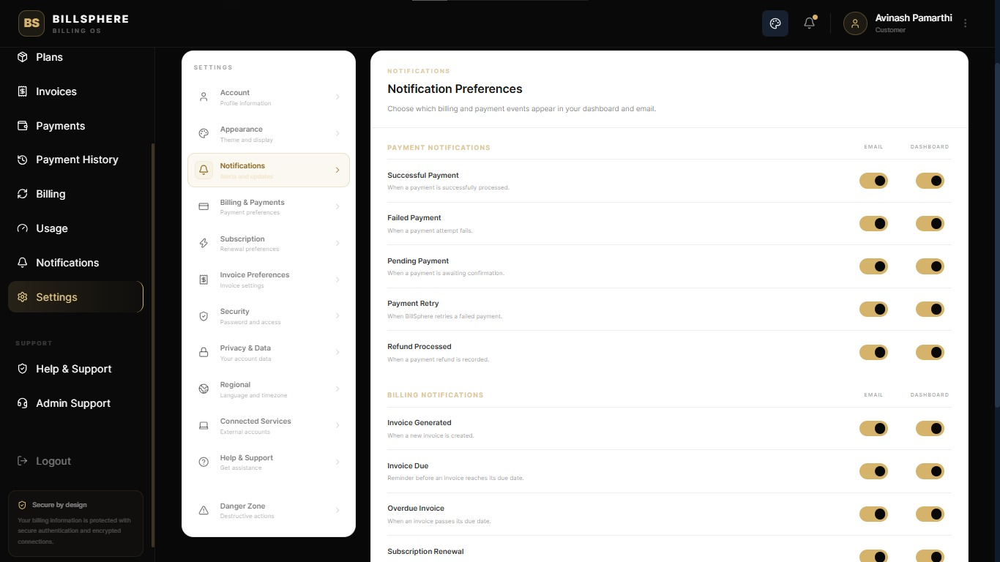 BS
BILLSPHERE
BILLING OS
Avinash Pamarthi
Customer
Plans
Invoices
Payments
Payment History
Billing
Usage
Notifications
Settings
SUPPORT
Help & Support
Admin Support
Logout
Secure by design
Your billing information is protected with
secure authentication and encrypted
connections.
SETTINGS
Account
Profile information
Appearance
Theme and display
Notifications
Alerts and updates
Billing & Payments
Payment preferences
Subscription
Renewal preferences
Invoice Preferences
Invoice settings
Security
Password and access
Privacy & Data
Your account data
Regional
Language and timezone
Connected Services
External accounts
Help & Support
Get assistance
Danger Zone
Destructive actions
NOTIFICATIONS
Notification Preferences
Choose which billing and payment events appear in your dashboard and email.
PAYMENT NOTIFICATIONS EMAIL DASHBOARD
Successful Payment
When a payment is successfully processed.
Failed Payment
When a payment attempt fails.
Pending Payment
When a payment is awaiting confirmation.
Payment Retry
When BillSphere retries a failed payment.
Refund Processed
When a payment refund is recorded.
BILLING NOTIFICATIONS EMAIL DASHBOARD
Invoice Generated
When a new invoice is created.
Invoice Due
Reminder before an invoice reaches its due date.
Overdue Invoice
When an invoice passes its due date.
Subscription Renewal